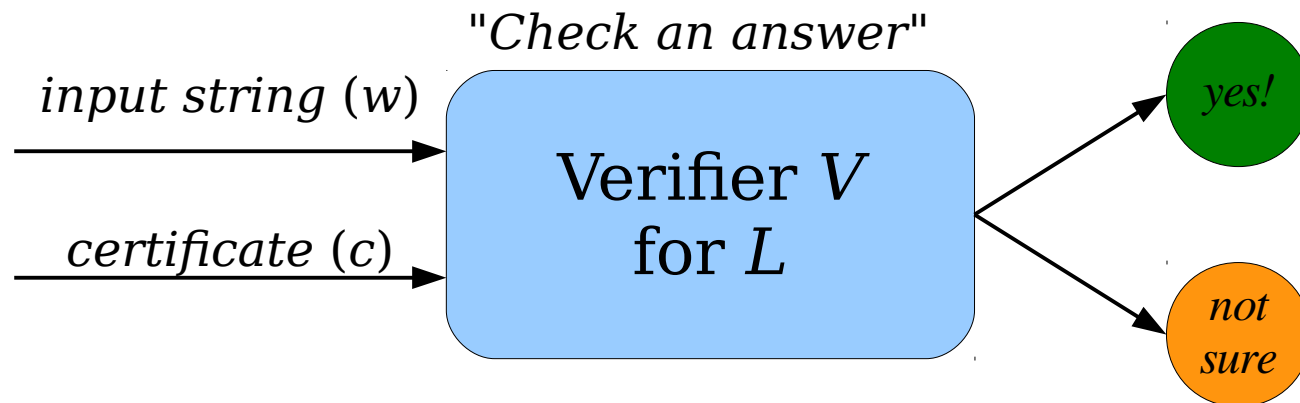 "Check an answer"
input string (w)
yes!
Verifier V
for L
certificate (c)
not
sure